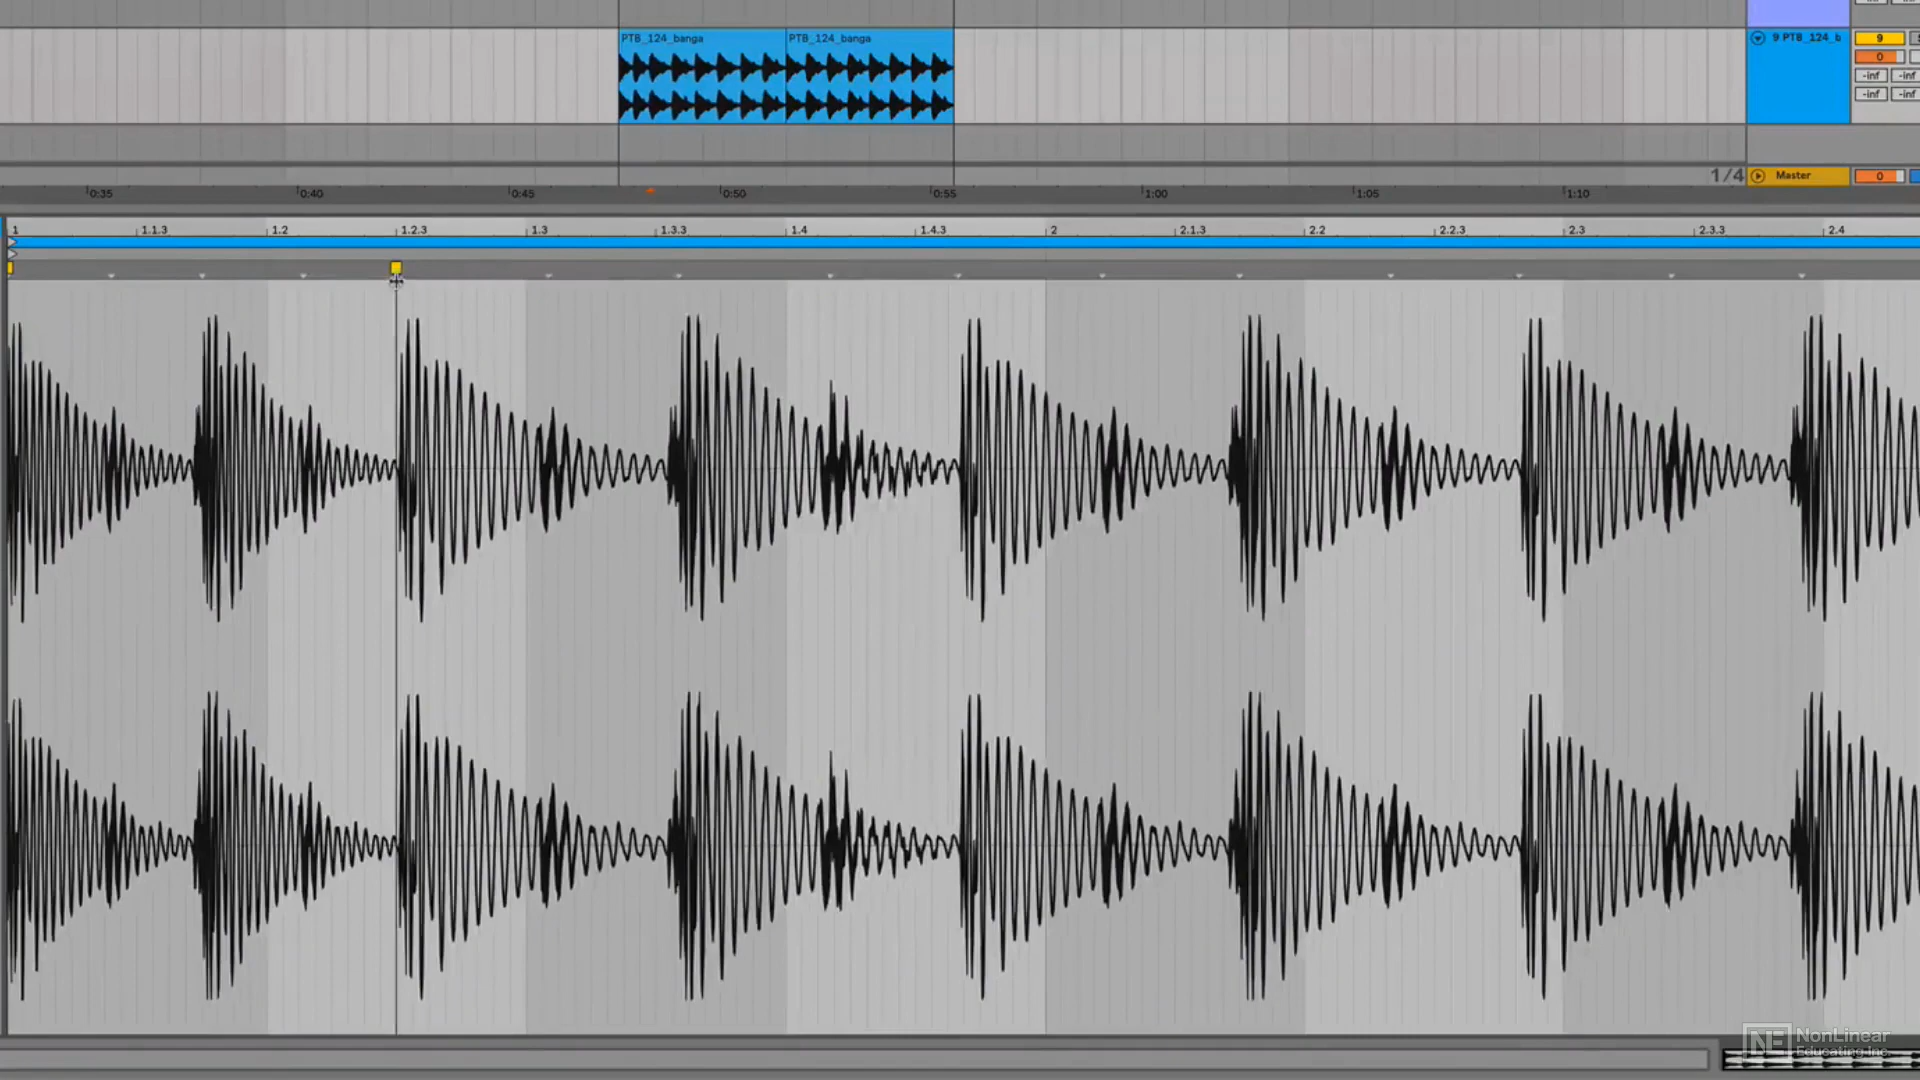 PTB_124_banga PTB_124_banga
9 PTB_124_b 9
0
-inf -inf
-inf -inf
1/4 Master 0
0:35 0:40 0:45 0:50 0:55 1:00 1:05 1:10
1 1.1.3 1.2 1.2.3 1.3 1.3.3 1.4 1.4.3 2 2.1.3 2.2 2.2.3 2.3 2.3.3 2.4
NonLinear
Educating Inc.